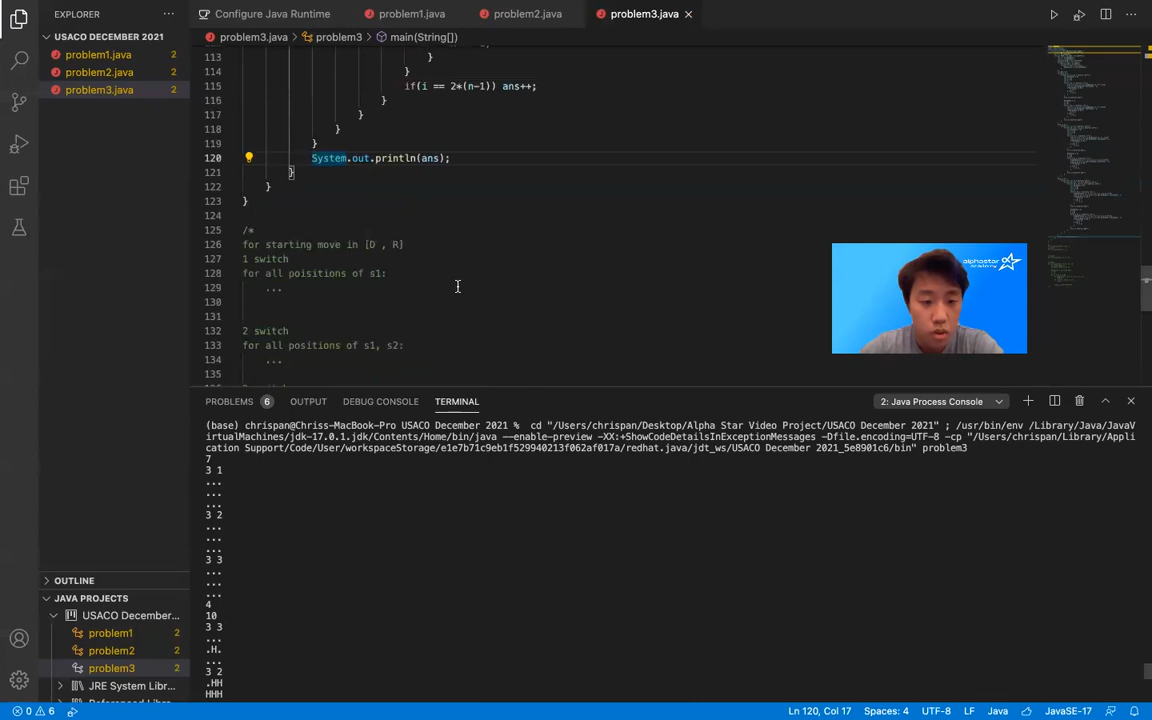 EXPLORER ···
Configure Java Runtime
problem1.java
problem2.java
problem3.java
USACO DECEMBER 2021
problem1.java 2
problem2.java 2
problem3.java 2
problem3.java > problem3 > main(String[])
113 }
114 }
115 if(i == 2*(n-1)) ans++;
116 }
117 }
118 }
119 }
120 System.out.println(ans);
121 }
122 }
123 }
124
125 /*
126 for starting move in [D , R]
127 1 switch
128 for all poisitions of s1:
129 ...
130
131
132 2 switch
133 for all positions of s1, s2:
134 ...
135
alphastar
Academy
PROBLEMS 6 OUTPUT DEBUG CONSOLE TERMINAL
2: Java Process Console
(base) chrispan@Chriss-MacBook-Pro USACO December 2021 % cd "/Users/chrispan/Desktop/Alpha Star Video Project/USACO December 2021" ; /usr/bin/env /Library/Java/JavaV
irtualMachines/jdk-17.0.1.jdk/Contents/Home/bin/java --enable-preview -XX:+ShowCodeDetailsInExceptionMessages -Dfile.encoding=UTF-8 -cp "/Users/chrispan/Library/Appli
cation Support/Code/User/workspaceStorage/e1e7b71c9eb1f529940213f062af017a/redhat.java/jdt_ws/USACO December 2021_5e8901c6/bin" problem3
7
3 1
...
...
...
3 2
...
...
...
3 3
...
...
...
4
10
3 3
...
.H.
...
3 2
.HH
HHH
OUTLINE
JAVA PROJECTS
USACO December...
problem1 2
problem2 2
problem3 2
JRE System Libr...
0 6
Ln 120, Col 17 Spaces: 4 UTF-8 LF Java JavaSE-17